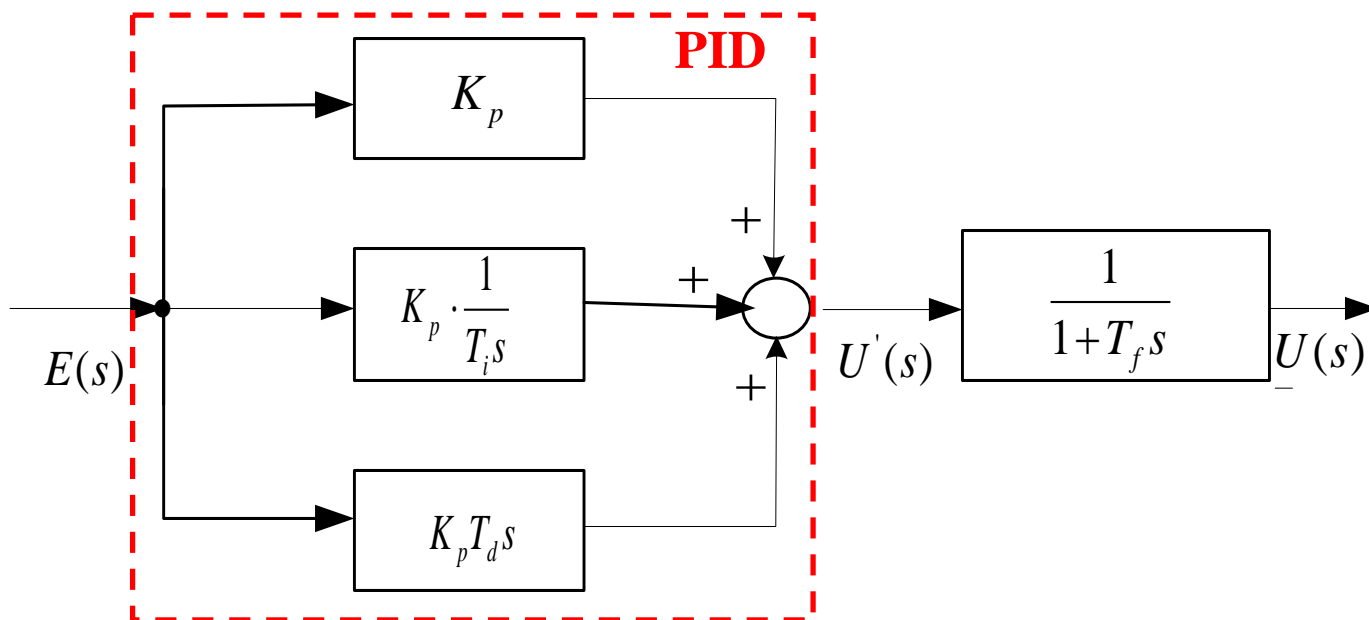 PID
K_p
+
K_p · 1/(T_i s)
+
E(s)
U'(s)
1/(1+T_f s)
U(s)
+
K_p T_d s